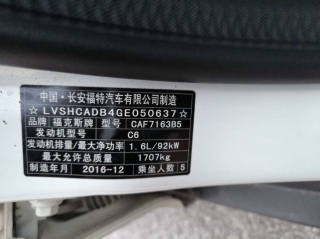 中国·长安福特汽车有限公司制造
☆LVSHCADB4GE050637☆
品牌 福克斯牌 型号 CAF7163B5
发动机型号 C6
发动机排量/最大净功率 1.6L/92kW
最大允许总质量 1707kg
制造年月 2016-12 乘坐人数 5